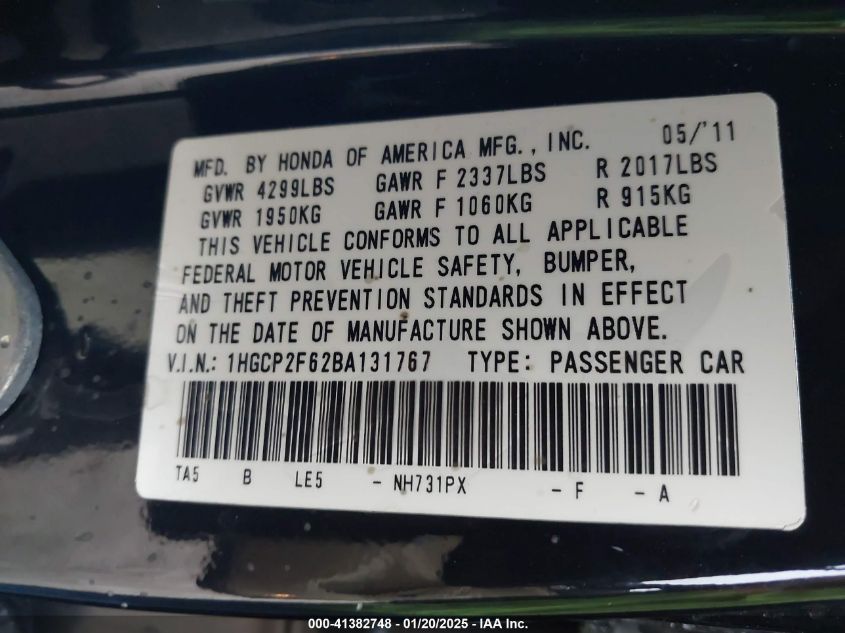 MFD. BY HONDA OF AMERICA MFG., INC. 05/'11
GVWR 4299LBS GAWR F 2337LBS R 2017LBS
GVWR 1950KG GAWR F 1060KG R 915KG
THIS VEHICLE CONFORMS TO ALL APPLICABLE
FEDERAL MOTOR VEHICLE SAFETY, BUMPER,
AND THEFT PREVENTION STANDARDS IN EFFECT
ON THE DATE OF MANUFACTURE SHOWN ABOVE.
V.I.N.: 1HGCP2F62BA131767 TYPE: PASSENGER CAR
TA5 B LE5 - NH731PX - F - A
000-41382748 - 01/20/2025 - IAA Inc.